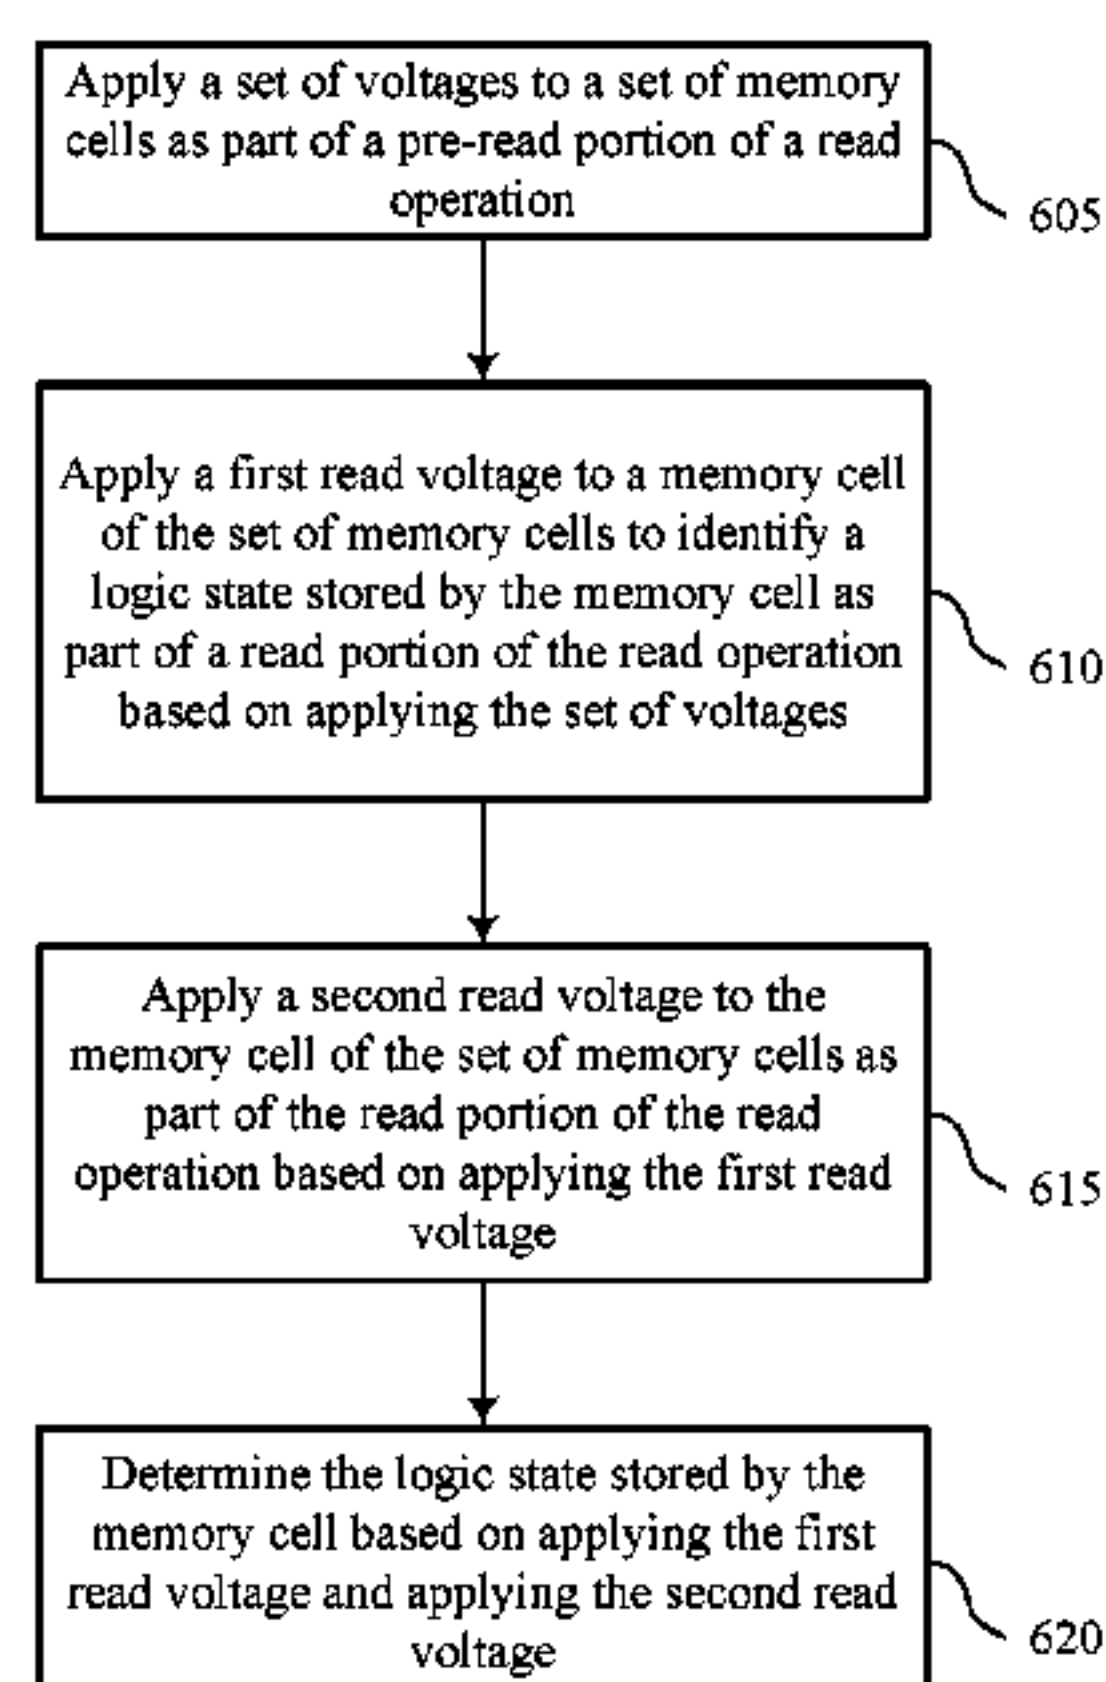 Apply a set of voltages to a set of memory
cells as part of a pre-read portion of a read
operation
605
Apply a first read voltage to a memory cell
of the set of memory cells to identify a
logic state stored by the memory cell as
part of a read portion of the read operation
based on applying the set of voltages
610
Apply a second read voltage to the
memory cell of the set of memory cells as
part of the read portion of the read
operation based on applying the first read
voltage
615
Determine the logic state stored by the
memory cell based on applying the first
read voltage and applying the second read
voltage
620